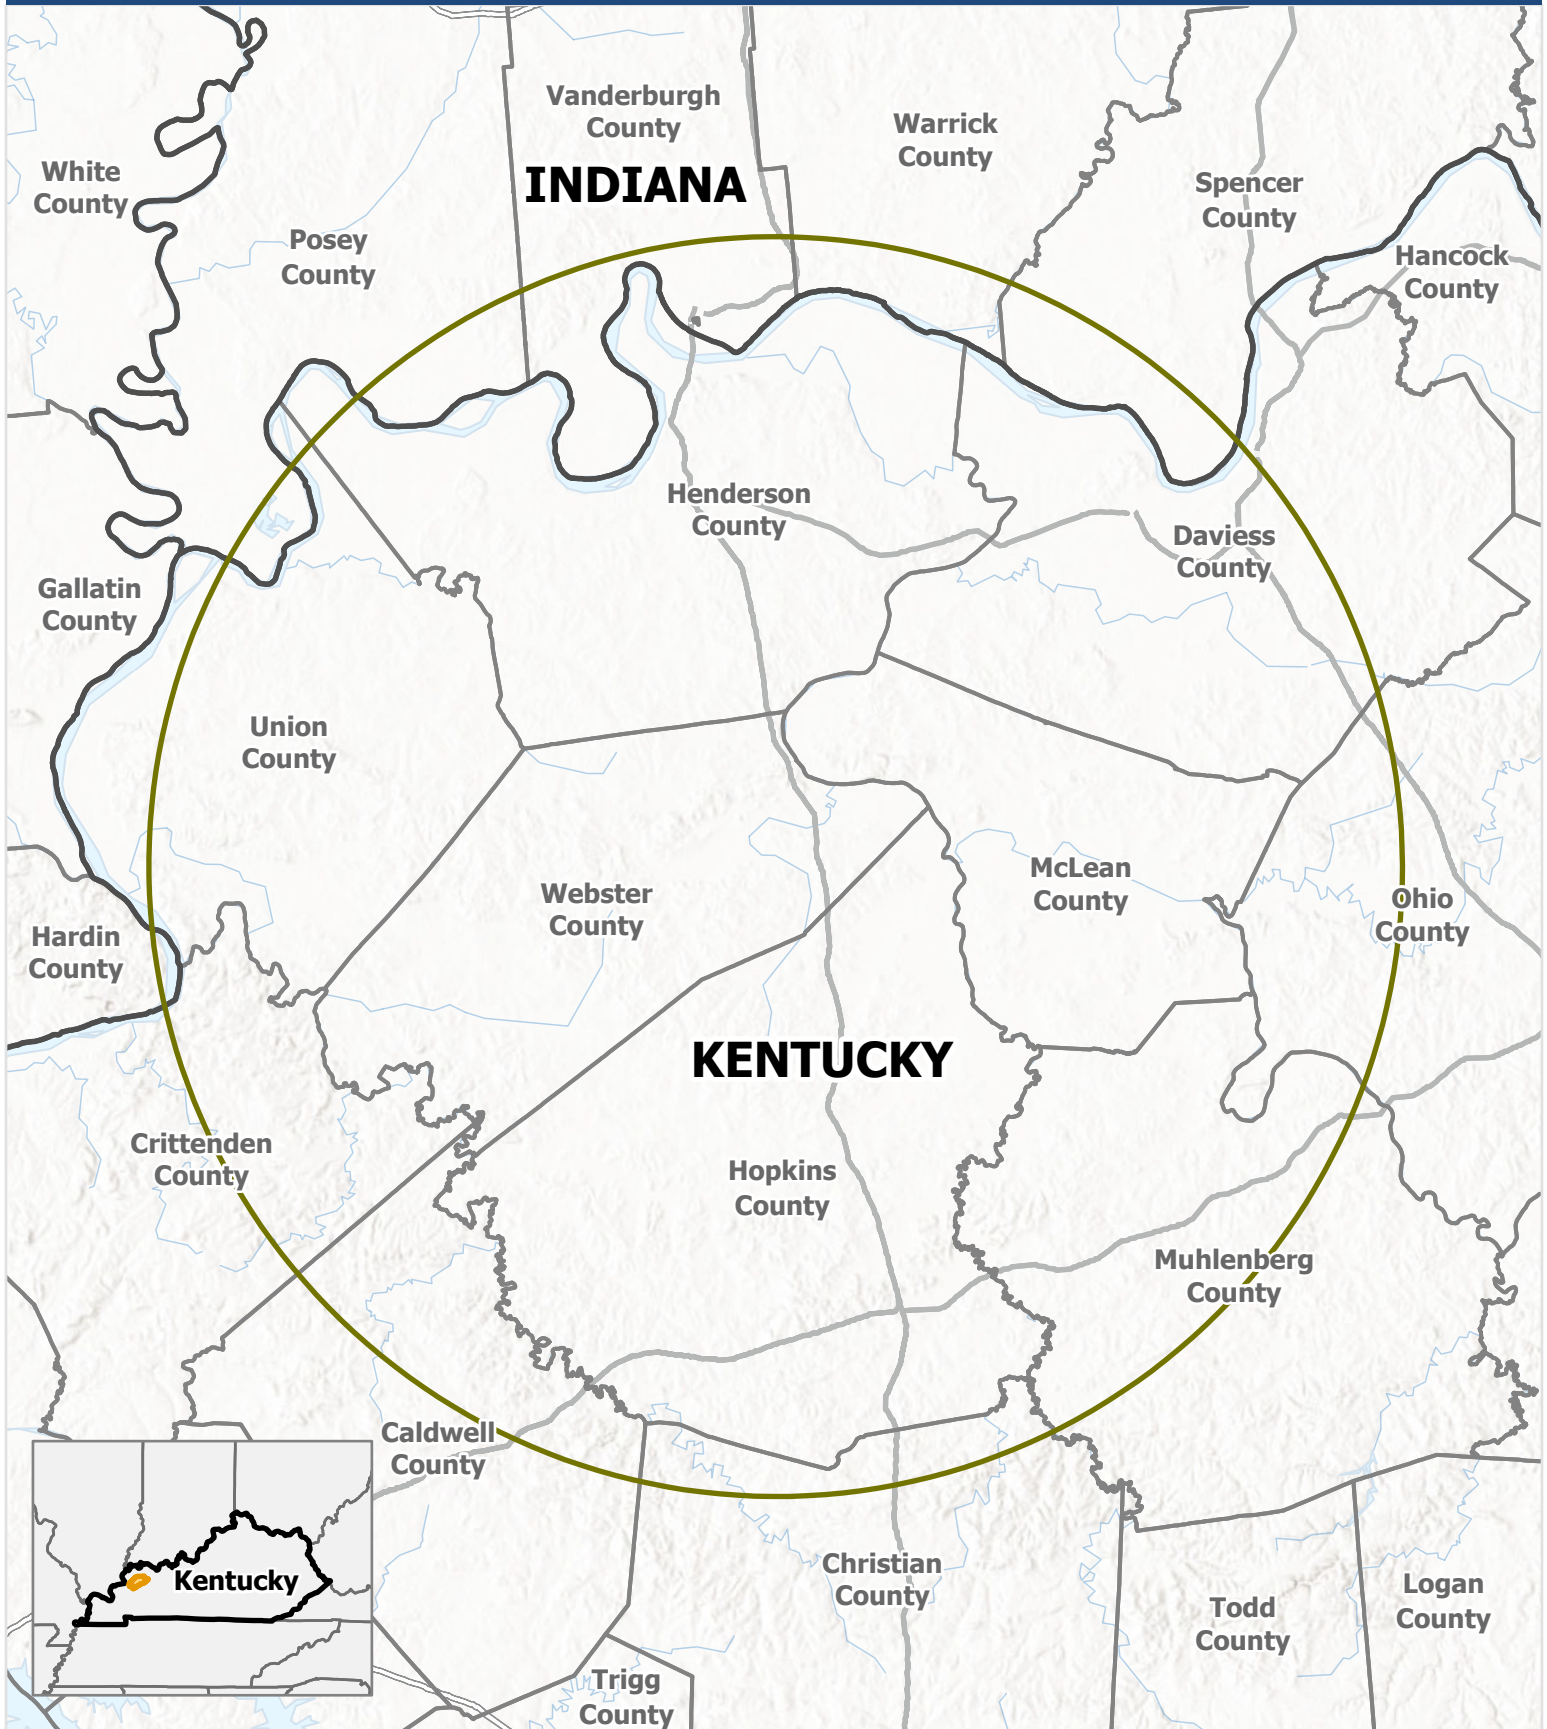 Vanderburgh
County
Warrick
County
White
County
INDIANA
Spencer
County
Posey
County
Hancock
County
Henderson
County
Daviess
County
Gallatin
County
Union
County
McLean
County
Webster
County
Ohio
County
Hardin
County
KENTUCKY
Crittenden
County
Hopkins
County
Muhlenberg
County
Caldwell
County
Christian
County
Kentucky
Logan
County
Todd
County
Trigg
County